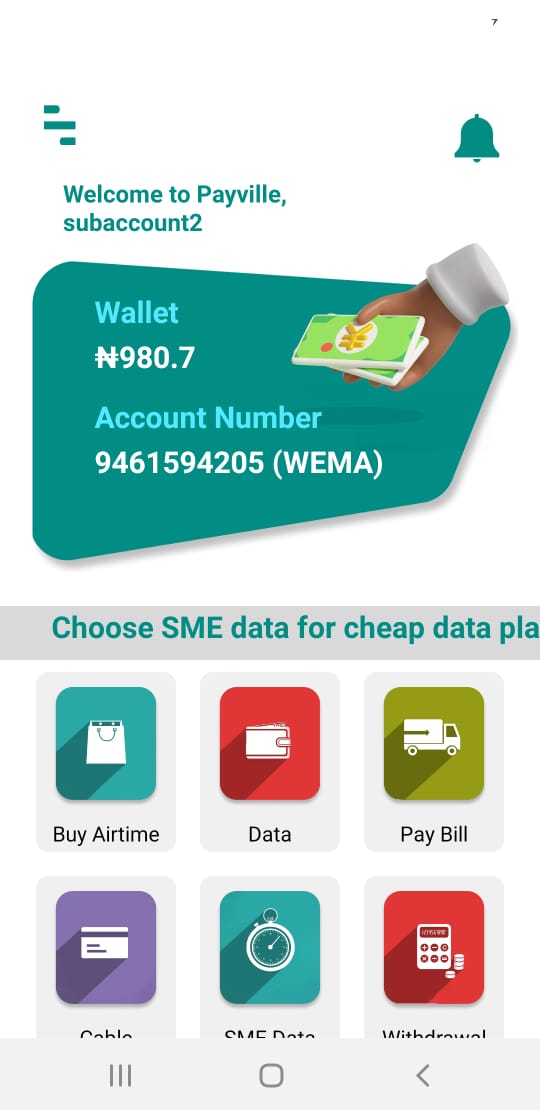 7
Welcome to Payville,
subaccount2
Wallet
₦980.7
Account Number
9461594205 (WEMA)
Choose SME data for cheap data pla
Buy Airtime
Data
Pay Bill
Cable
SME Data
Withdrawal